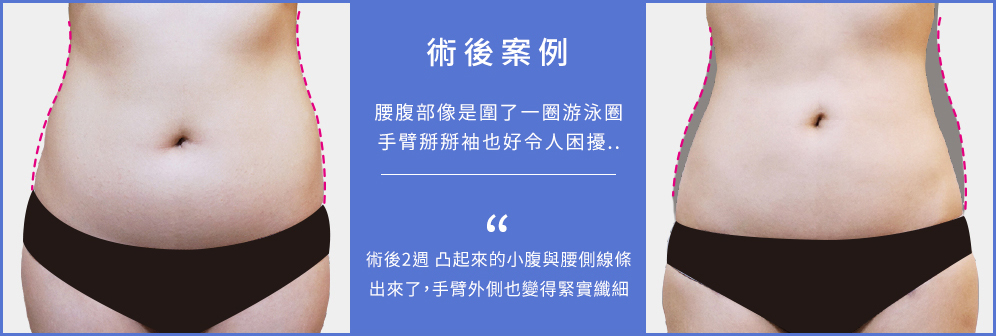 術後案例
腰腹部像是圍了一圈游泳圈
手臂掰掰袖也好令人困擾..
“
術後2週 凸起來的小腹與腰側線條
出來了,手臂外側也變得緊實纖細